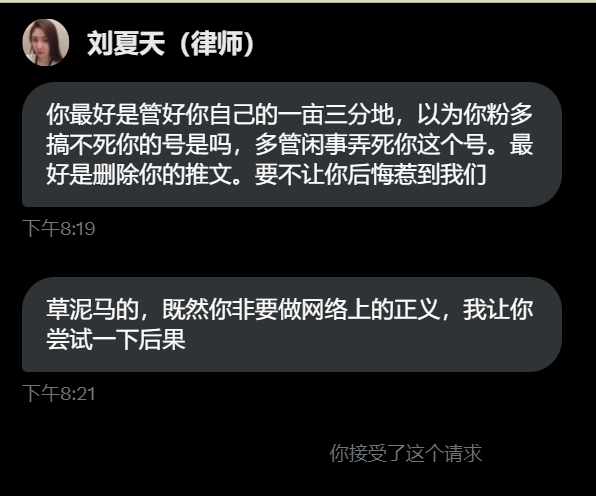 刘夏天（律师）
你最好是管好你自己的一亩三分地，以为你粉多
搞不死你的号是吗，多管闲事弄死你这个号。最
好是删除你的推文。要不让你后悔惹到我们
下午8:19
草泥马的，既然你非要做网络上的正义，我让你
尝试一下后果
下午8:21
你接受了这个请求